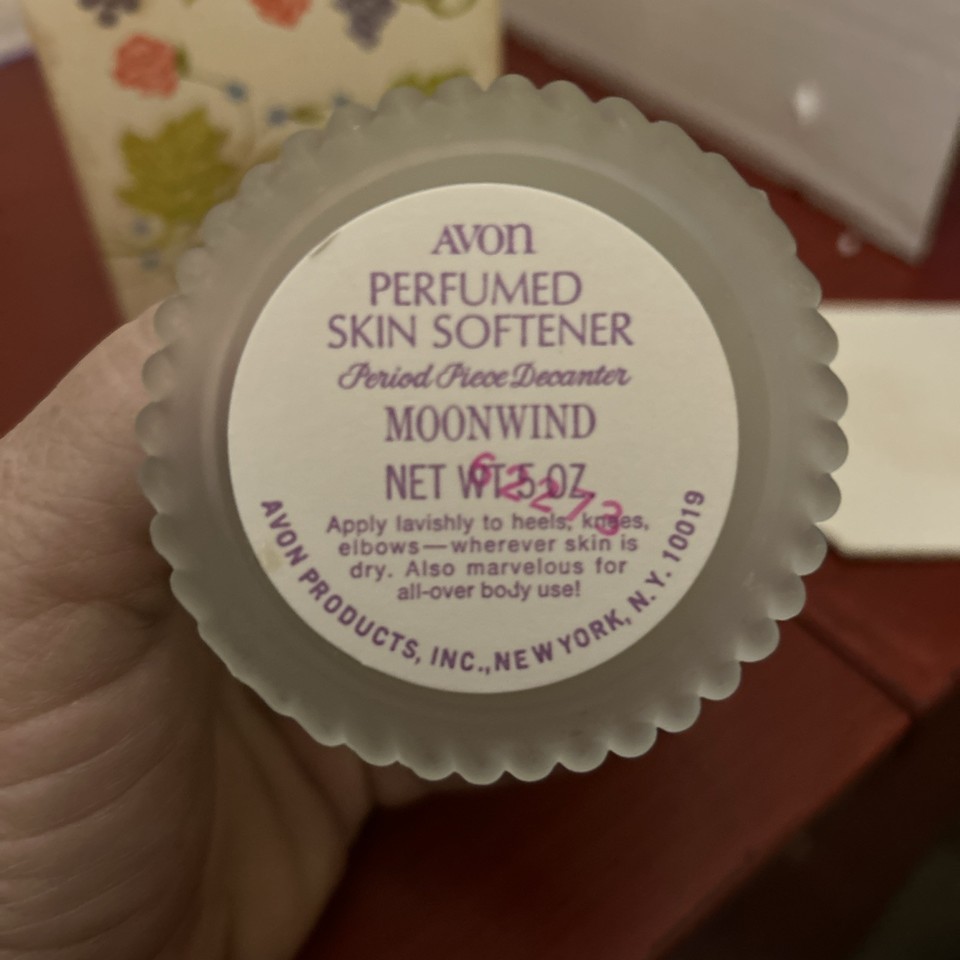 AVON
PERFUMED
SKIN SOFTENER
Period Piece Decanter
MOONWIND
NET WT 5 OZ
62273
Apply lavishly to heels, knees,
elbows—wherever skin is
dry. Also marvelous for
all-over body use!
AVON PRODUCTS, INC., NEW YORK, N.Y. 10019